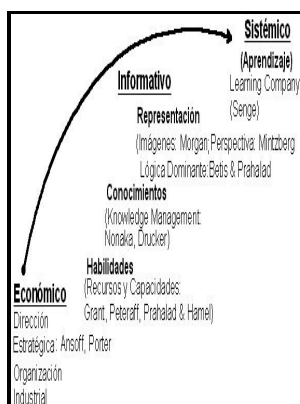 Sistémico
(Aprendizaje)
Learning Company
(Senge)
Informativo
Representación
(Imágenes: Morgan; Perspectiva: Mintzberg
Lógica Dominante: Betis & Prahalad
Conocimientos
(Knowledge Management:
Nonaka, Drucker)
Habilidades
(Recursos y Capacidades:
Grant, Peteraff, Prahalad & Hamel)
Económico
Dirección
Estratégica: Ansoff, Porter
Organización
Industrial